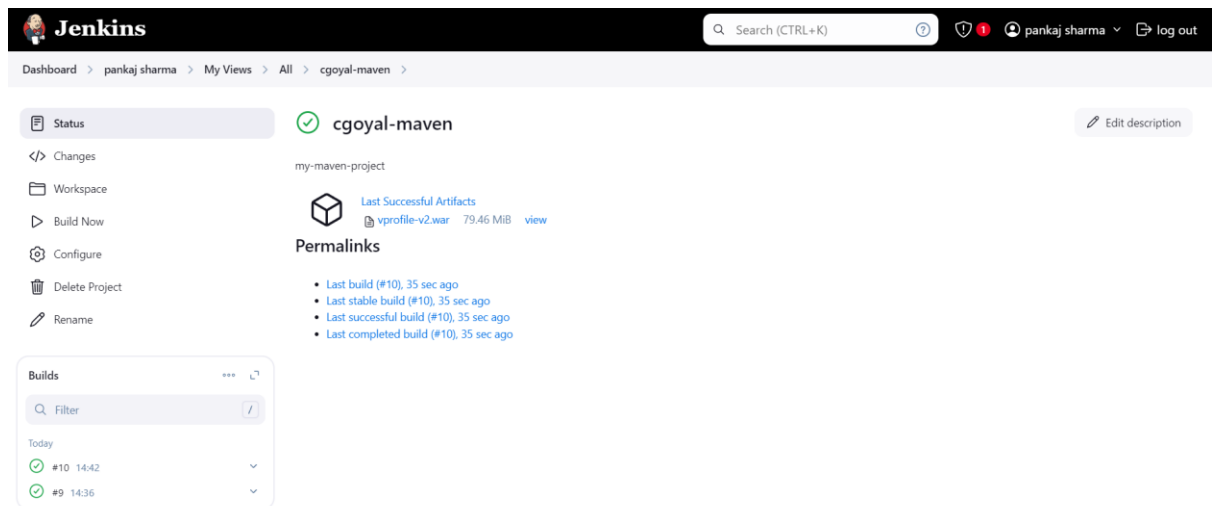 Jenkins
Search (CTRL+K)
?
1
pankaj sharma
log out
Dashboard > pankaj sharma > My Views > All > cgoyal-maven >
Status
Changes
Workspace
Build Now
Configure
Delete Project
Rename
Builds
Filter
/
Today
#10 14:42
#9 14:36
cgoyal-maven
Edit description
my-maven-project
Last Successful Artifacts
vprofile-v2.war 79.46 MiB view
Permalinks
• Last build (#10), 35 sec ago
• Last stable build (#10), 35 sec ago
• Last successful build (#10), 35 sec ago
• Last completed build (#10), 35 sec ago